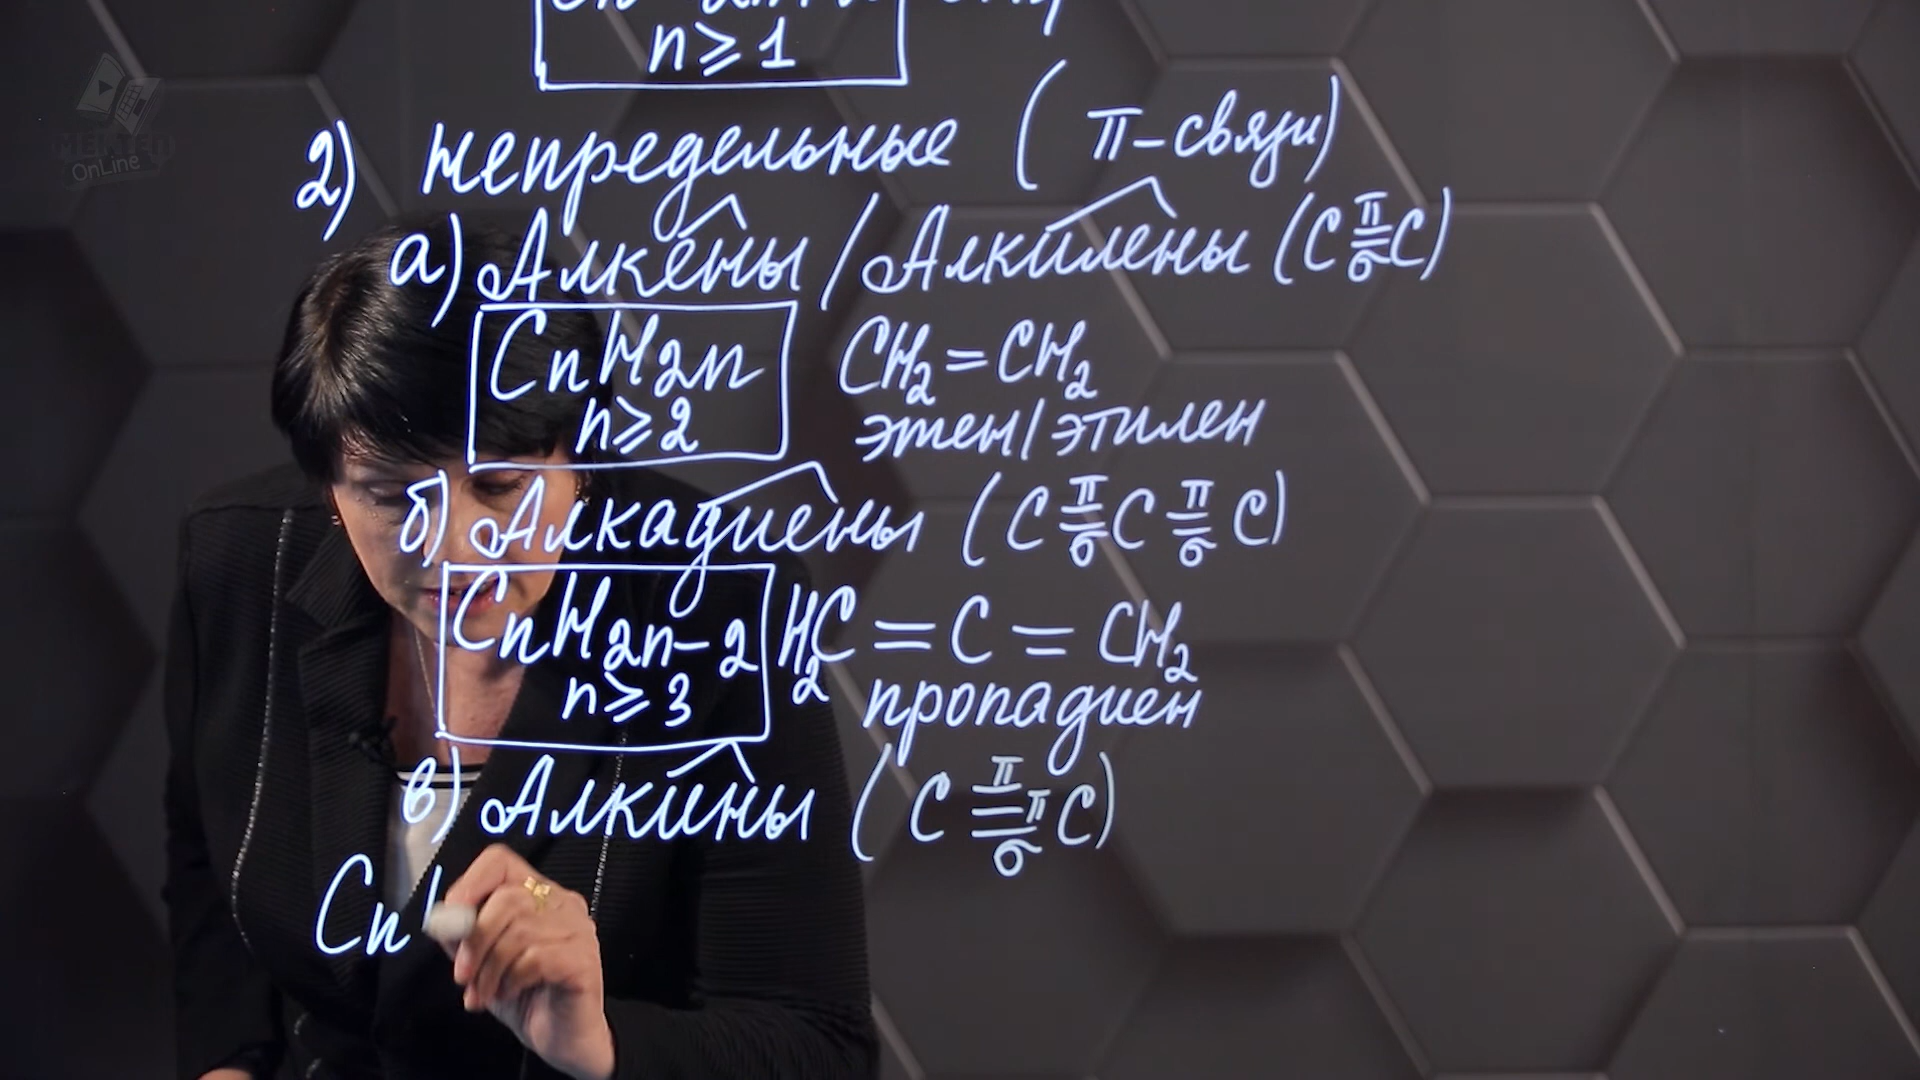 n ⩾ 1
2) непредельные ( π-связи)
а) Алкены / Алкилены (C π σ C)
CnH2n CH2=CH2
n⩾2 этен/этилен
б) Алкадиены ( C π σ C π σ C)
CnH2n-2 H2C = C = CH2
n⩾3 пропадиен
в) Алкины ( C π π σ C)
Cn
OnLine